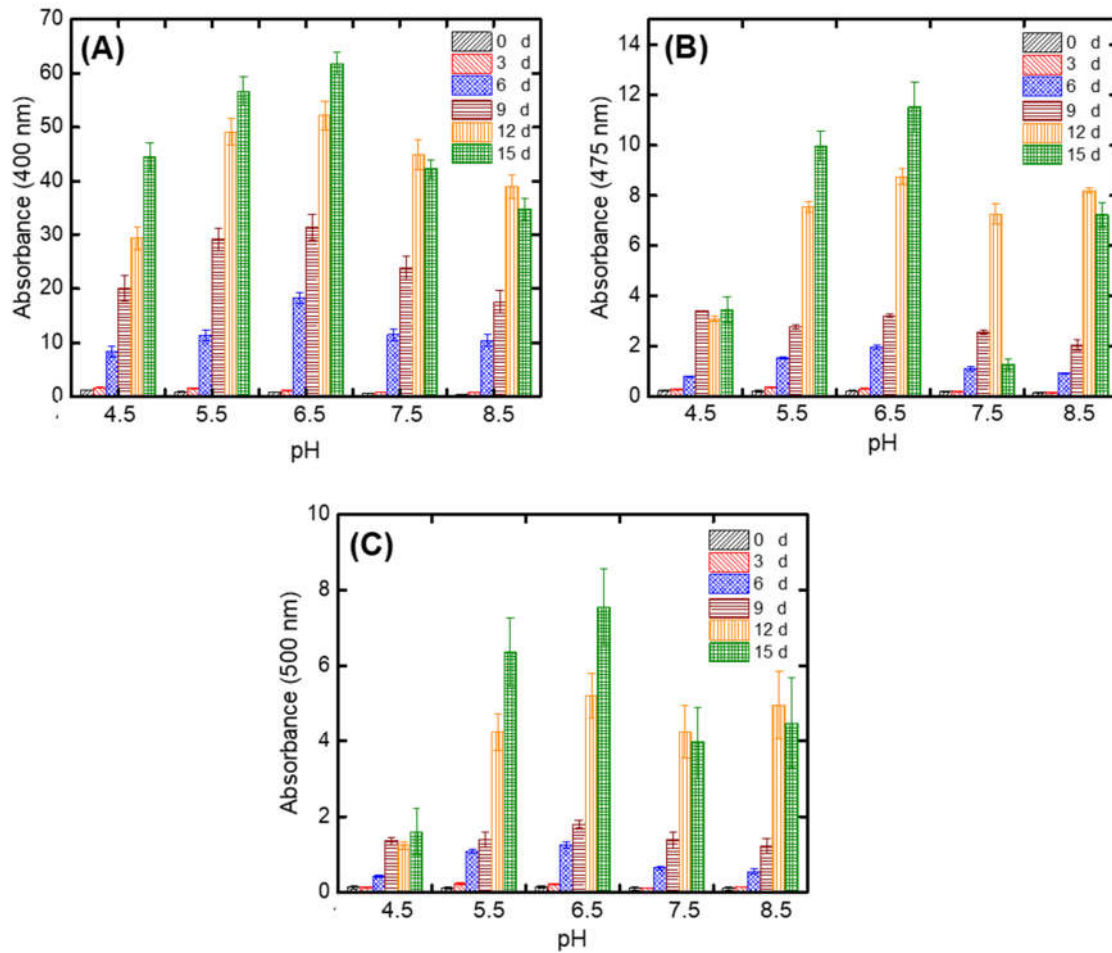 (A)
Absorbance (400 nm)
70
60
50
40
30
20
10
0
0 d
3 d
6 d
9 d
12 d
15 d
4.5 5.5 6.5 7.5 8.5
pH
(B)
Absorbance (475 nm)
14
12
10
8
6
4
2
0
0 d
3 d
6 d
9 d
12 d
15 d
4.5 5.5 6.5 7.5 8.5
pH
(C)
Absorbance (500 nm)
10
8
6
4
2
0
0 d
3 d
6 d
9 d
12 d
15 d
4.5 5.5 6.5 7.5 8.5
pH